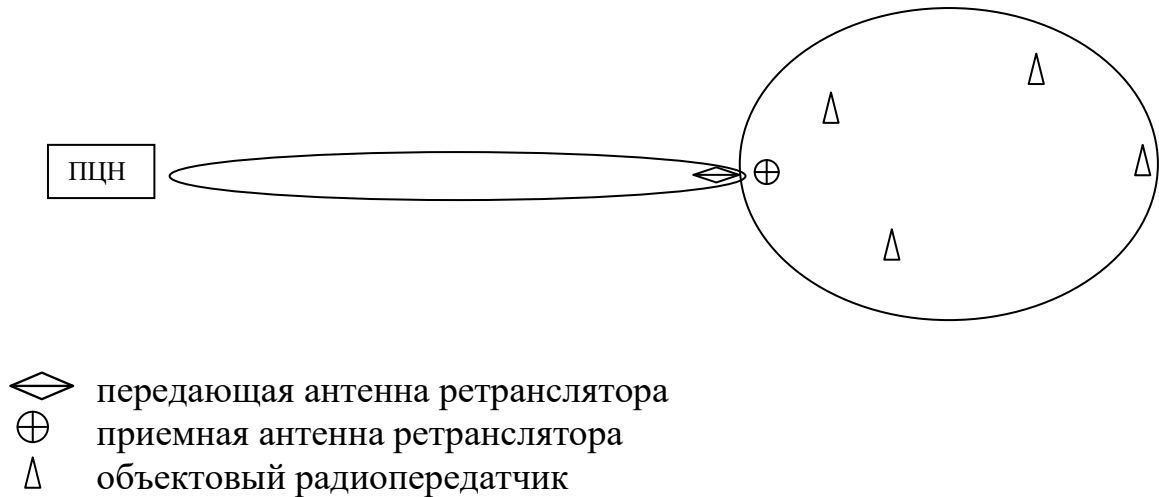 ПЦН
передающая антенна ретранслятора
приемная антенна ретранслятора
объектовый радиопередатчик